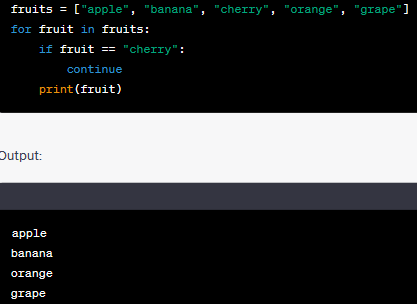 fruits = ["apple", "banana", "cherry", "orange", "grape"]
for fruit in fruits:
    if fruit == "cherry":
        continue
    print(fruit)
Output:
apple
banana
orange
grape